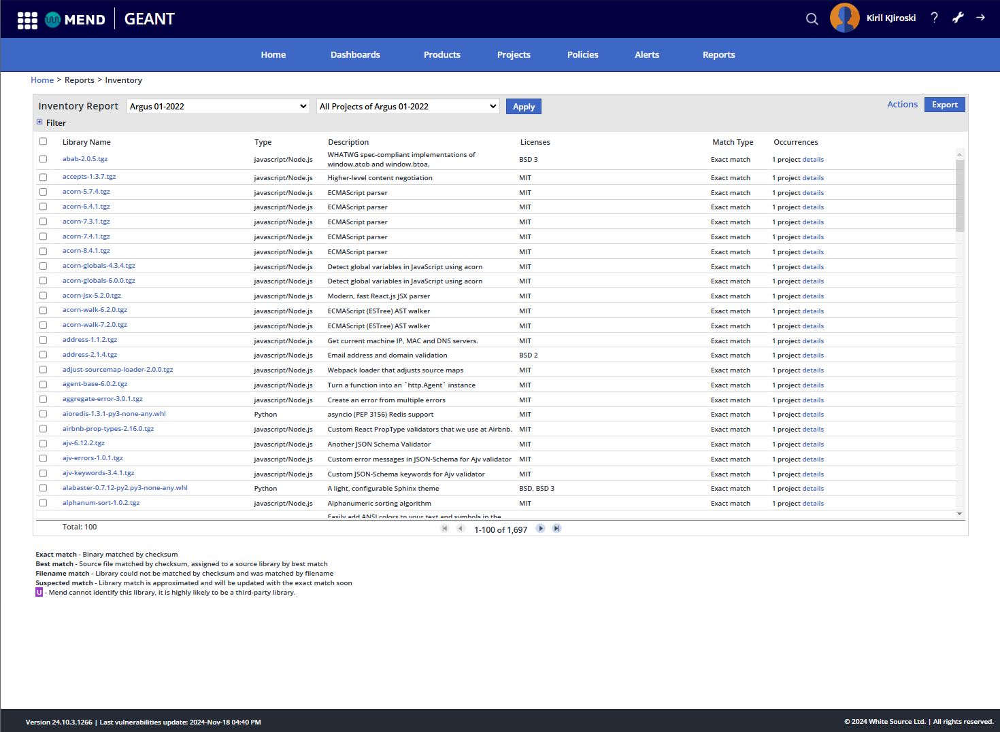 MEND GEANT Kiril KJiroski ?
Home Dashboards Products Projects Policies Alerts Reports
Home > Reports > Inventory
Inventory Report Argus 01-2022 All Projects of Argus 01-2022 Apply Actions Export
Filter
Library Name Type Description Licenses Match Type Occurrences
abab-2.0.5.tgz javascript/Node.js WHATWG spec-compliant implementations of window.atob and window.btoa. BSD 3 Exact match 1 project details
accepts-1.3.7.tgz javascript/Node.js Higher-level content negotiation MIT Exact match 1 project details
acorn-5.7.4.tgz javascript/Node.js ECMAScript parser MIT Exact match 1 project details
acorn-6.4.1.tgz javascript/Node.js ECMAScript parser MIT Exact match 1 project details
acorn-7.3.1.tgz javascript/Node.js ECMAScript parser MIT Exact match 1 project details
acorn-7.4.1.tgz javascript/Node.js ECMAScript parser MIT Exact match 1 project details
acorn-8.4.1.tgz javascript/Node.js ECMAScript parser MIT Exact match 1 project details
acorn-globals-4.3.4.tgz javascript/Node.js Detect global variables in JavaScript using acorn MIT Exact match 1 project details
acorn-globals-6.0.0.tgz javascript/Node.js Detect global variables in JavaScript using acorn MIT Exact match 1 project details
acorn-jsx-5.2.0.tgz javascript/Node.js Modern, fast React.js JSX parser MIT Exact match 1 project details
acorn-walk-6.2.0.tgz javascript/Node.js ECMAScript (ESTree) AST walker MIT Exact match 1 project details
acorn-walk-7.2.0.tgz javascript/Node.js ECMAScript (ESTree) AST walker MIT Exact match 1 project details
address-1.1.2.tgz javascript/Node.js Get current machine IP, MAC and DNS servers. MIT Exact match 1 project details
address-2.1.4.tgz javascript/Node.js Email address and domain validation BSD 2 Exact match 1 project details
adjust-sourcemap-loader-2.0.0.tgz javascript/Node.js Webpack loader that adjusts source maps MIT Exact match 1 project details
agent-base-6.0.2.tgz javascript/Node.js Turn a function into an `http.Agent` instance MIT Exact match 1 project details
aggregate-error-3.0.1.tgz javascript/Node.js Create an error from multiple errors MIT Exact match 1 project details
aioredis-1.3.1-py3-none-any.whl Python asyncio (PEP 3156) Redis support MIT Exact match 1 project details
airbnb-prop-types-2.16.0.tgz javascript/Node.js Custom React PropType validators that we use at Airbnb. MIT Exact match 1 project details
ajv-6.12.2.tgz javascript/Node.js Another JSON Schema Validator MIT Exact match 1 project details
ajv-errors-1.0.1.tgz javascript/Node.js Custom error messages in JSON-Schema for Ajv validator MIT Exact match 1 project details
ajv-keywords-3.4.1.tgz javascript/Node.js Custom JSON-Schema keywords for Ajv validator MIT Exact match 1 project details
alabaster-0.7.12-py2.py3-none-any.whl Python A light, configurable Sphinx theme BSD, BSD 3 Exact match 1 project details
alphanum-sort-1.0.2.tgz javascript/Node.js Alphanumeric sorting algorithm MIT Exact match 1 project details
Easily add ANSI colors to your text and symbols in the
Total: 100 1-100 of 1,697
Exact match - Binary matched by checksum
Best match - Source file matched by checksum, assigned to a source library by best match
Filename match - Library could not be matched by checksum and was matched by filename
Suspected match - Library match is approximated and will be updated with the exact match soon
U - Mend cannot identify this library, it is highly likely to be a third-party library.
Version 24.10.3.1266 | Last vulnerabilities update: 2024-Nov-18 04:40 PM © 2024 White Source Ltd. | All rights reserved.